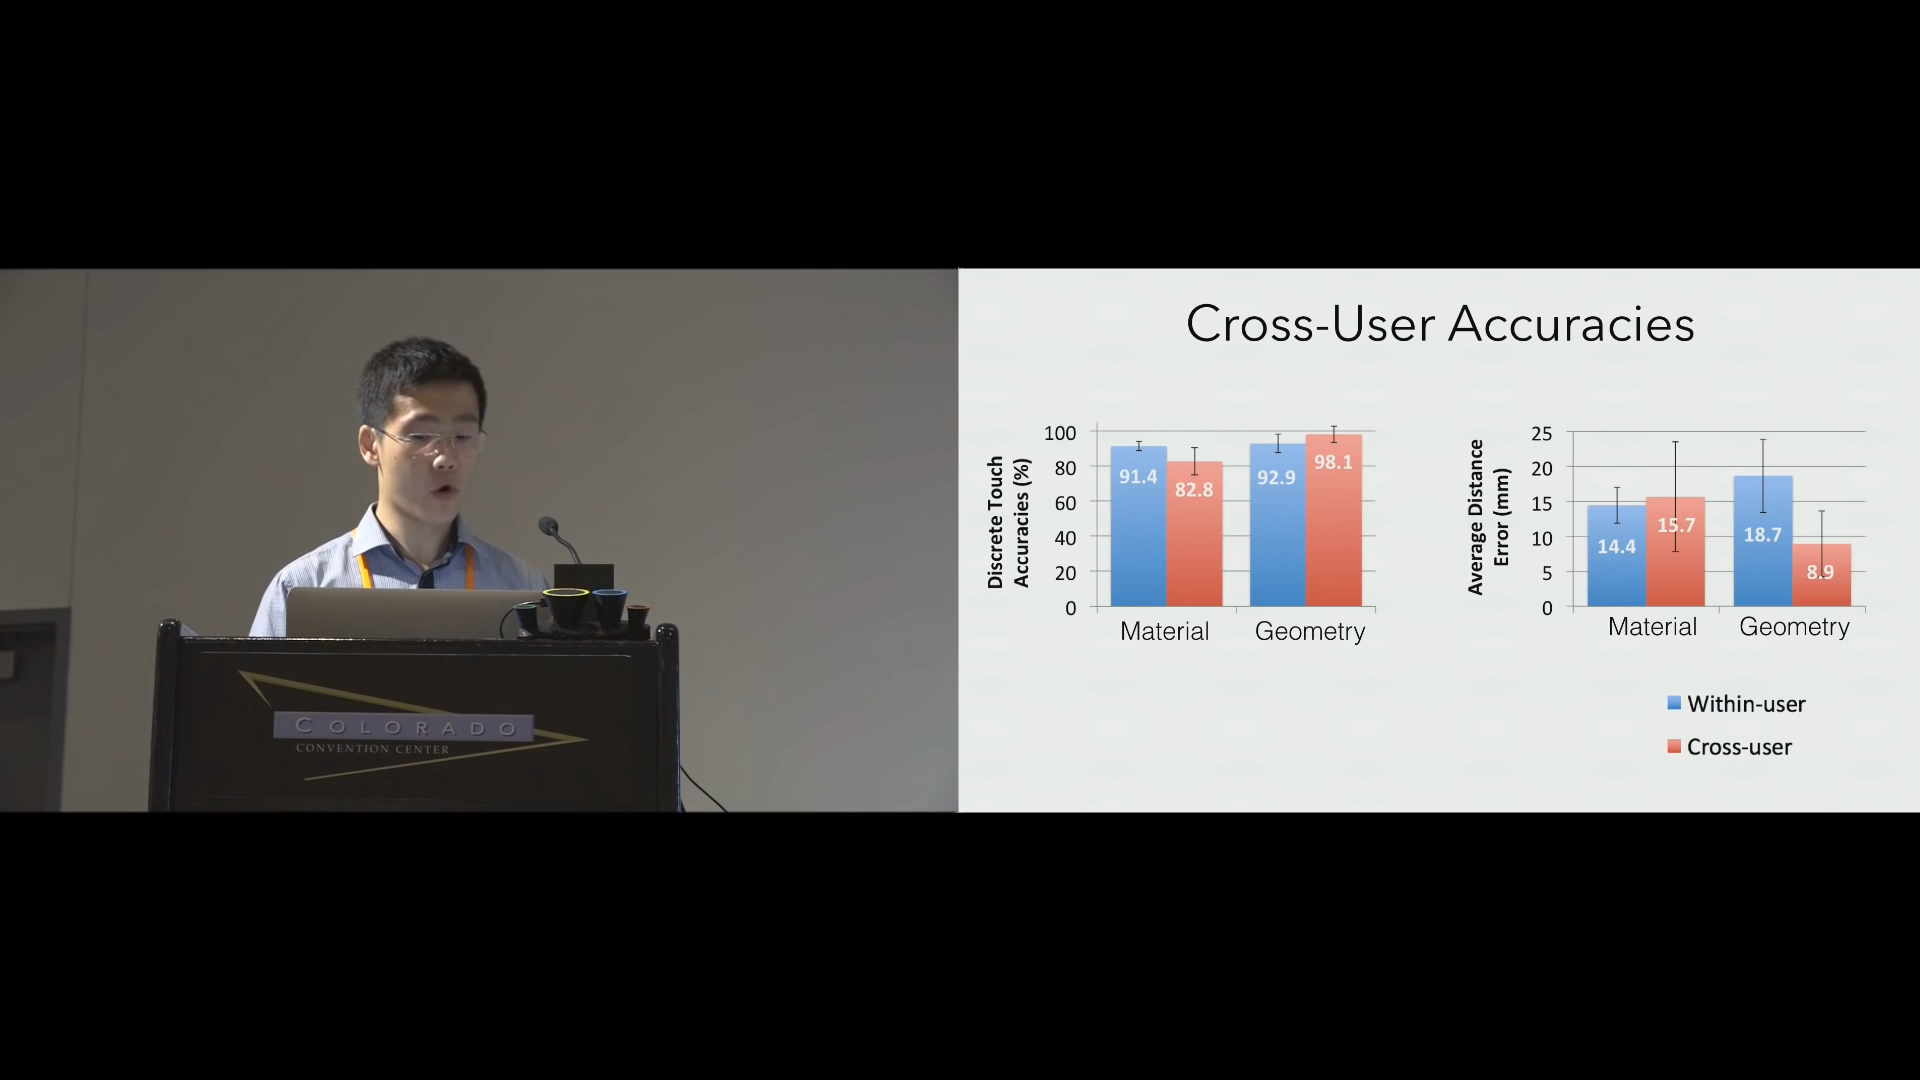 COLORADO
CONVENTION CENTER
Cross-User Accuracies
Discrete Touch
Accuracies (%)
100
80
60
40
20
0
91.4
82.8
92.9
98.1
Material
Geometry
Average Distance
Error (mm)
25
20
15
10
5
0
14.4
15.7
18.7
8.9
Material
Geometry
Within-user
Cross-user